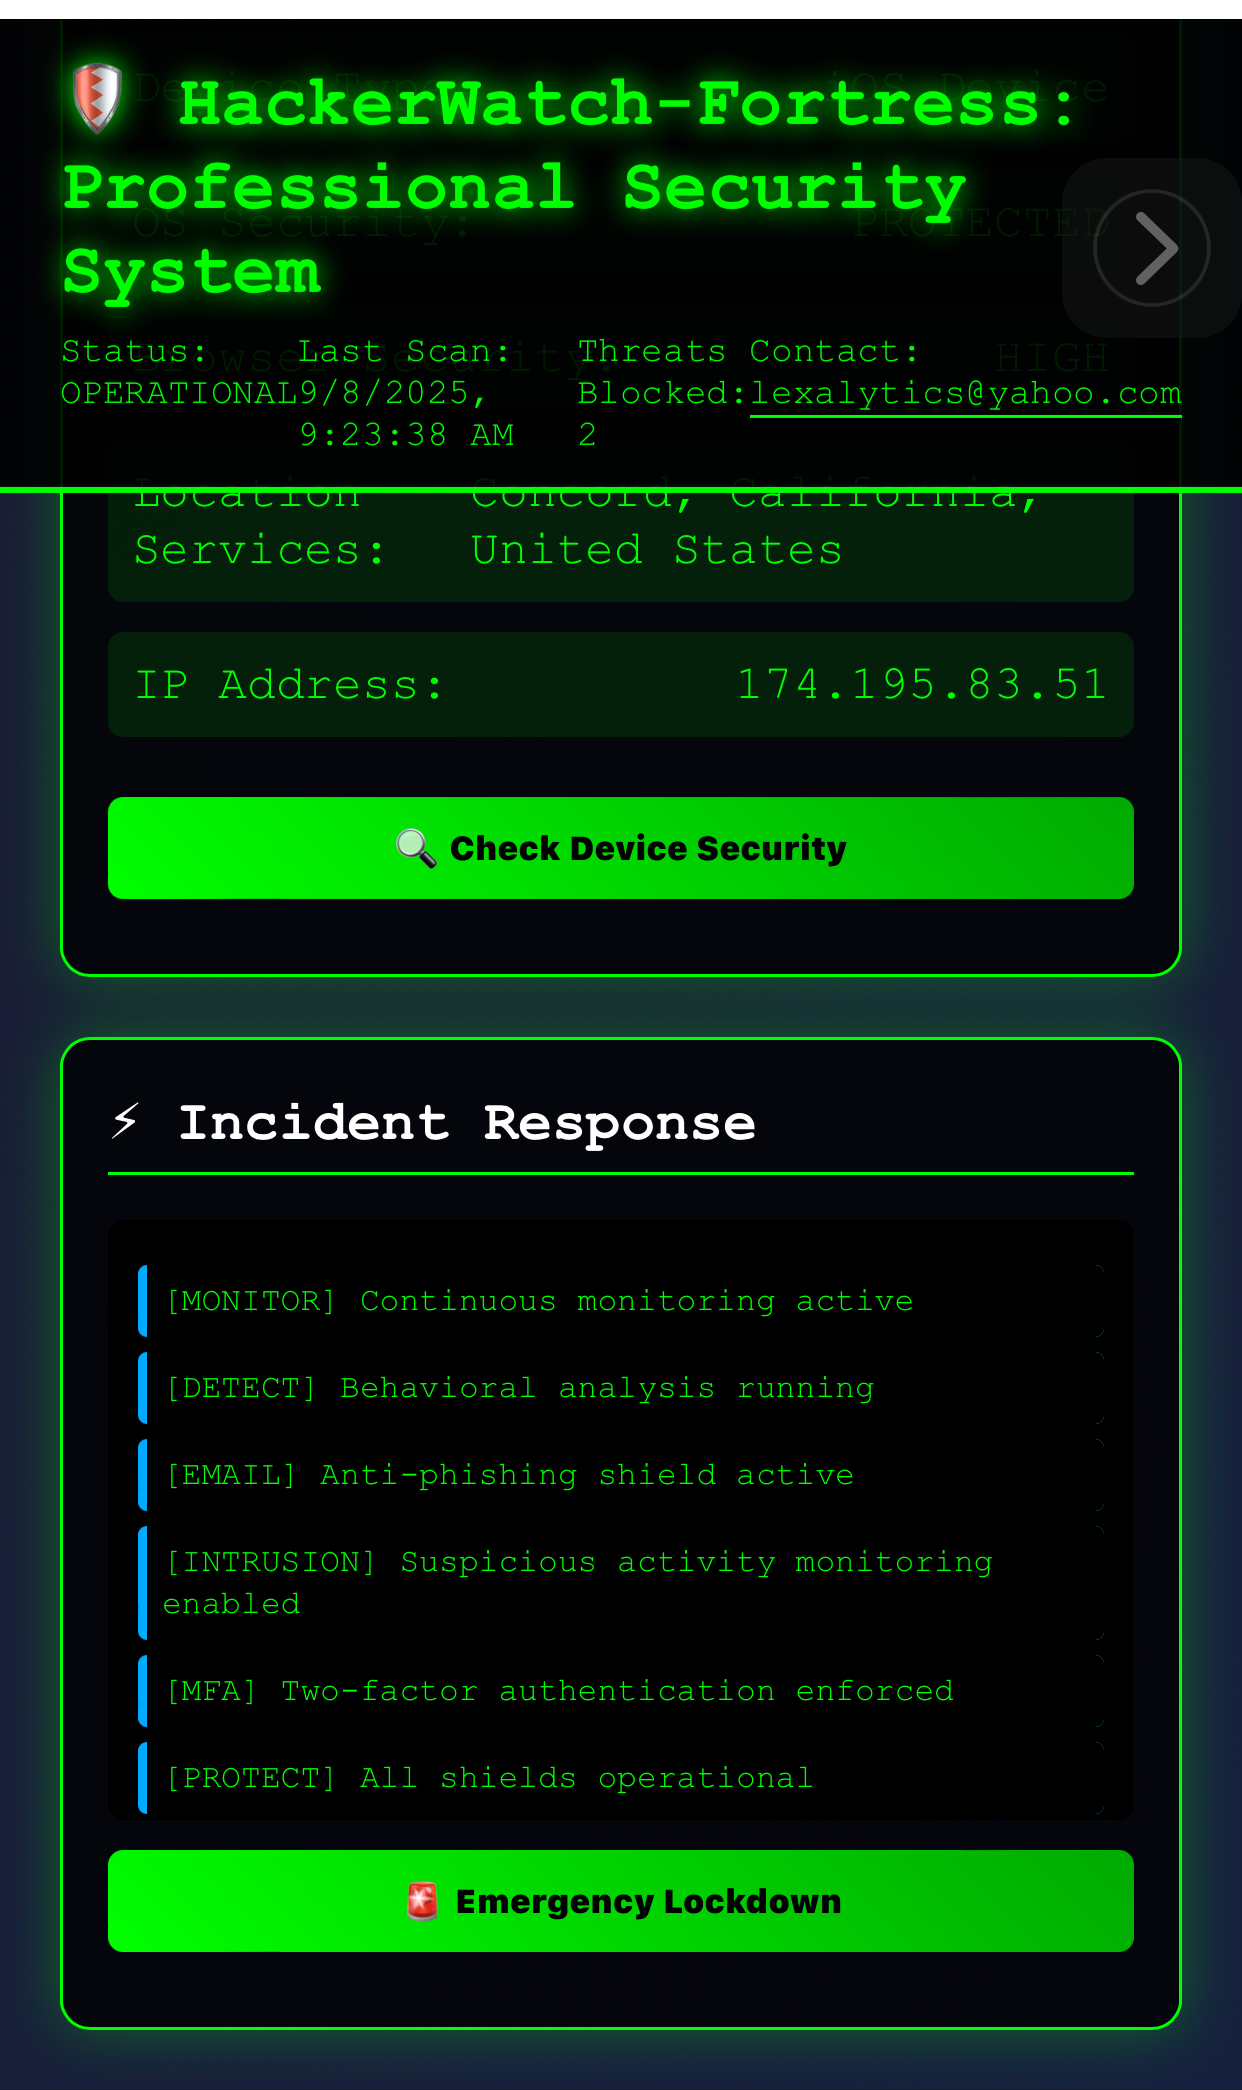 HackerWatch-Fortress:
Professional Security
System
Device Type: iOS Device
OS Security: PROTECTED
Browser Security: HIGH
Status: Last Scan: Threats Contact:
OPERATIONAL 9/8/2025, Blocked: lexalytics@yahoo.com
9:23:38 AM 2
Location Concord, California,
Services: United States
IP Address: 174.195.83.51
🔍 Check Device Security
⚡ Incident Response
[MONITOR] Continuous monitoring active
[DETECT] Behavioral analysis running
[EMAIL] Anti-phishing shield active
[INTRUSION] Suspicious activity monitoring
enabled
[MFA] Two-factor authentication enforced
[PROTECT] All shields operational
🚨 Emergency Lockdown